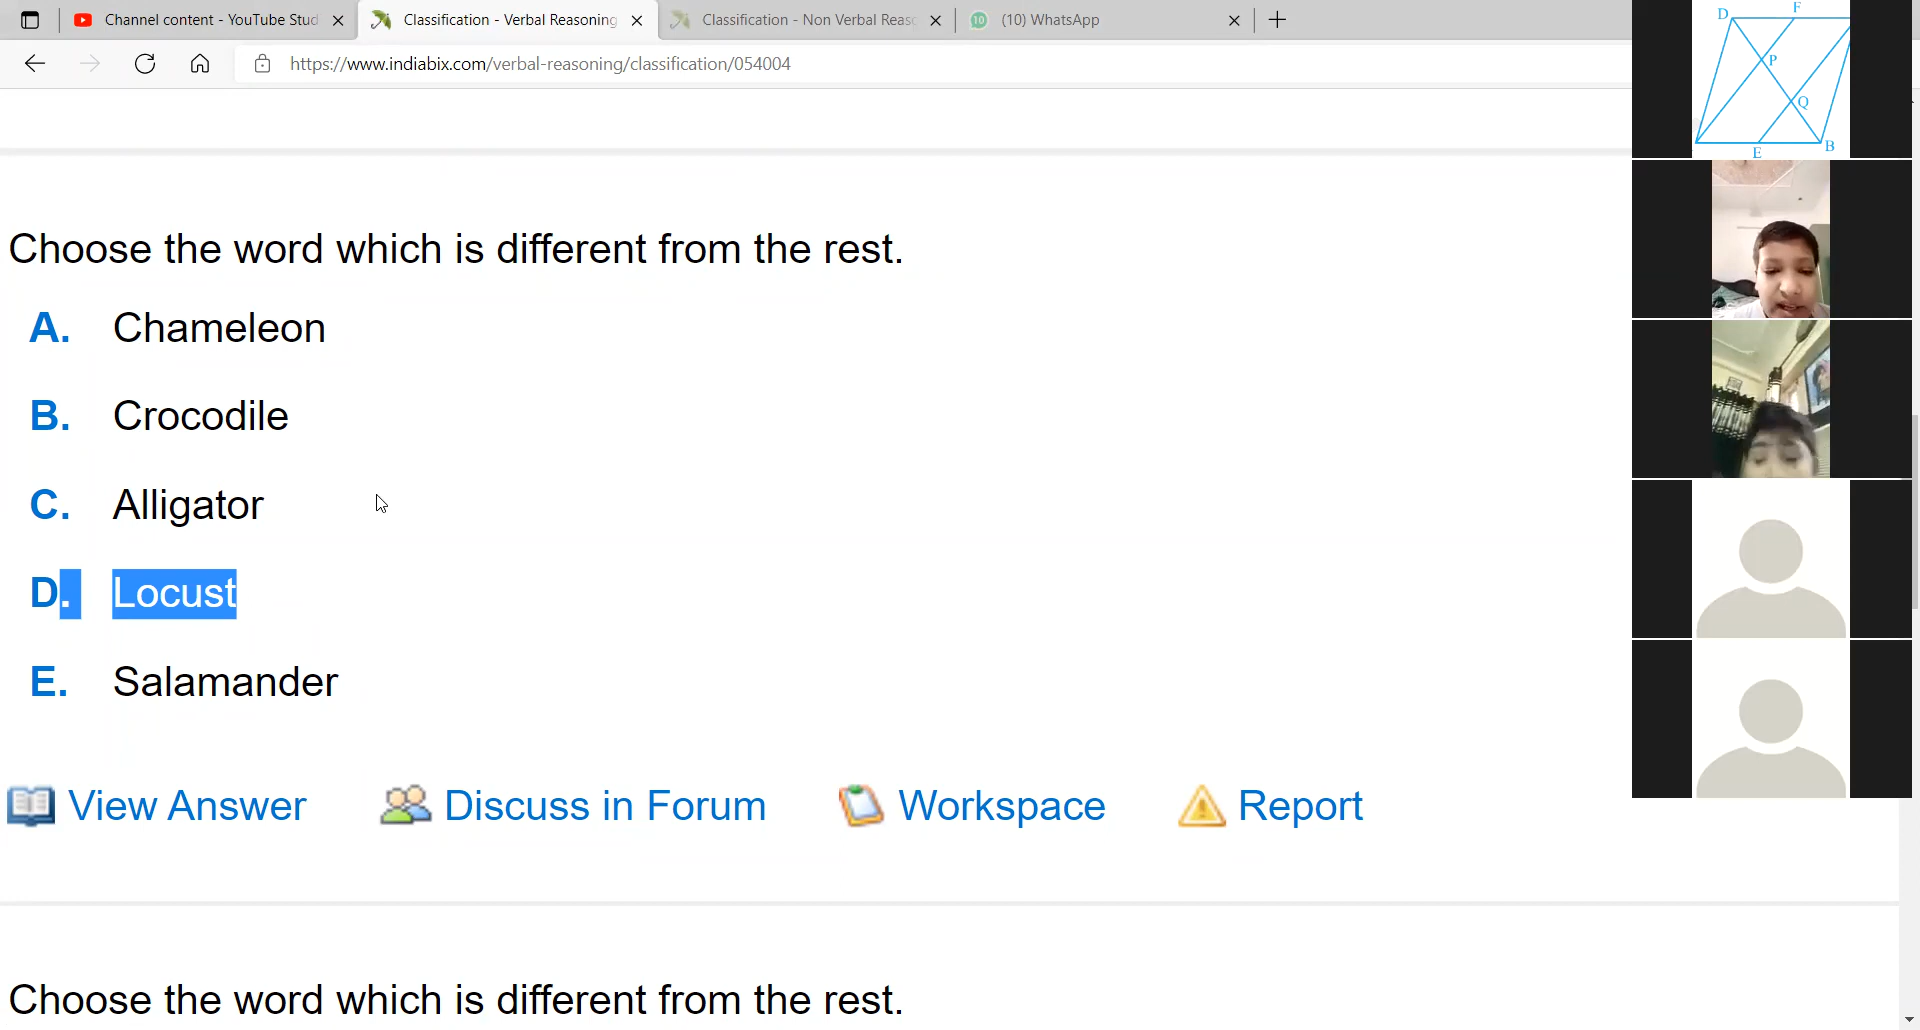 Channel content - YouTube Stud
Classification - Verbal Reasoning
Classification - Non Verbal Reaso
(10) WhatsApp
https://www.indiabix.com/verbal-reasoning/classification/054004
Choose the word which is different from the rest.
A. Chameleon
B. Crocodile
C. Alligator
D. Locust
E. Salamander
View Answer
Discuss in Forum
Workspace
Report
Choose the word which is different from the rest.
D
F
P
Q
E
B